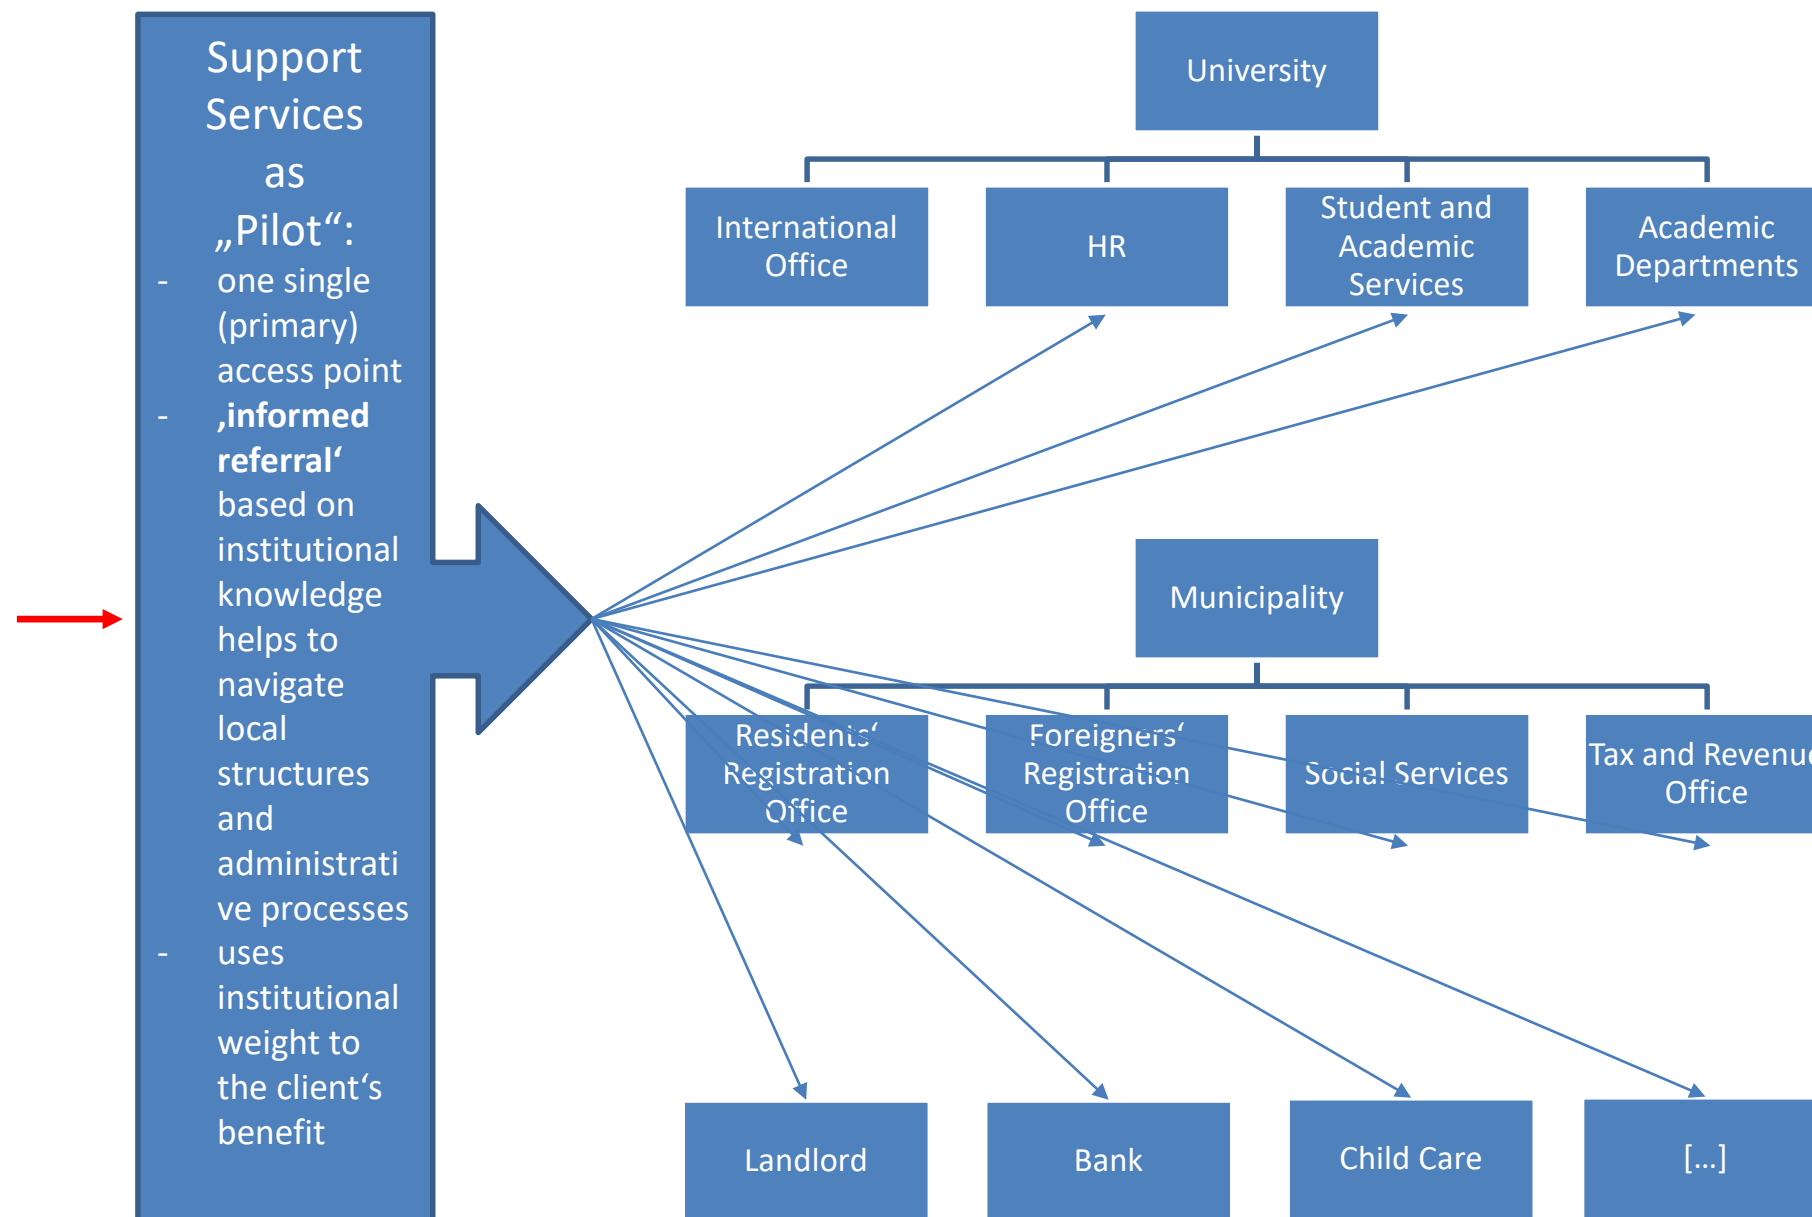 Support
Services
as
„Pilot“:
- one single
(primary)
access point
- ‚informed
referral‘
based on
institutional
knowledge
helps to
navigate
local
structures
and
administrati
ve processes
- uses
institutional
weight to
the client‘s
benefit
University
International
Office
HR
Student and
Academic
Services
Academic
Departments
Municipality
Residents‘
Registration
Office
Foreigners‘
Registration
Office
Social Services
Tax and Revenue
Office
Landlord
Bank
Child Care
[…]